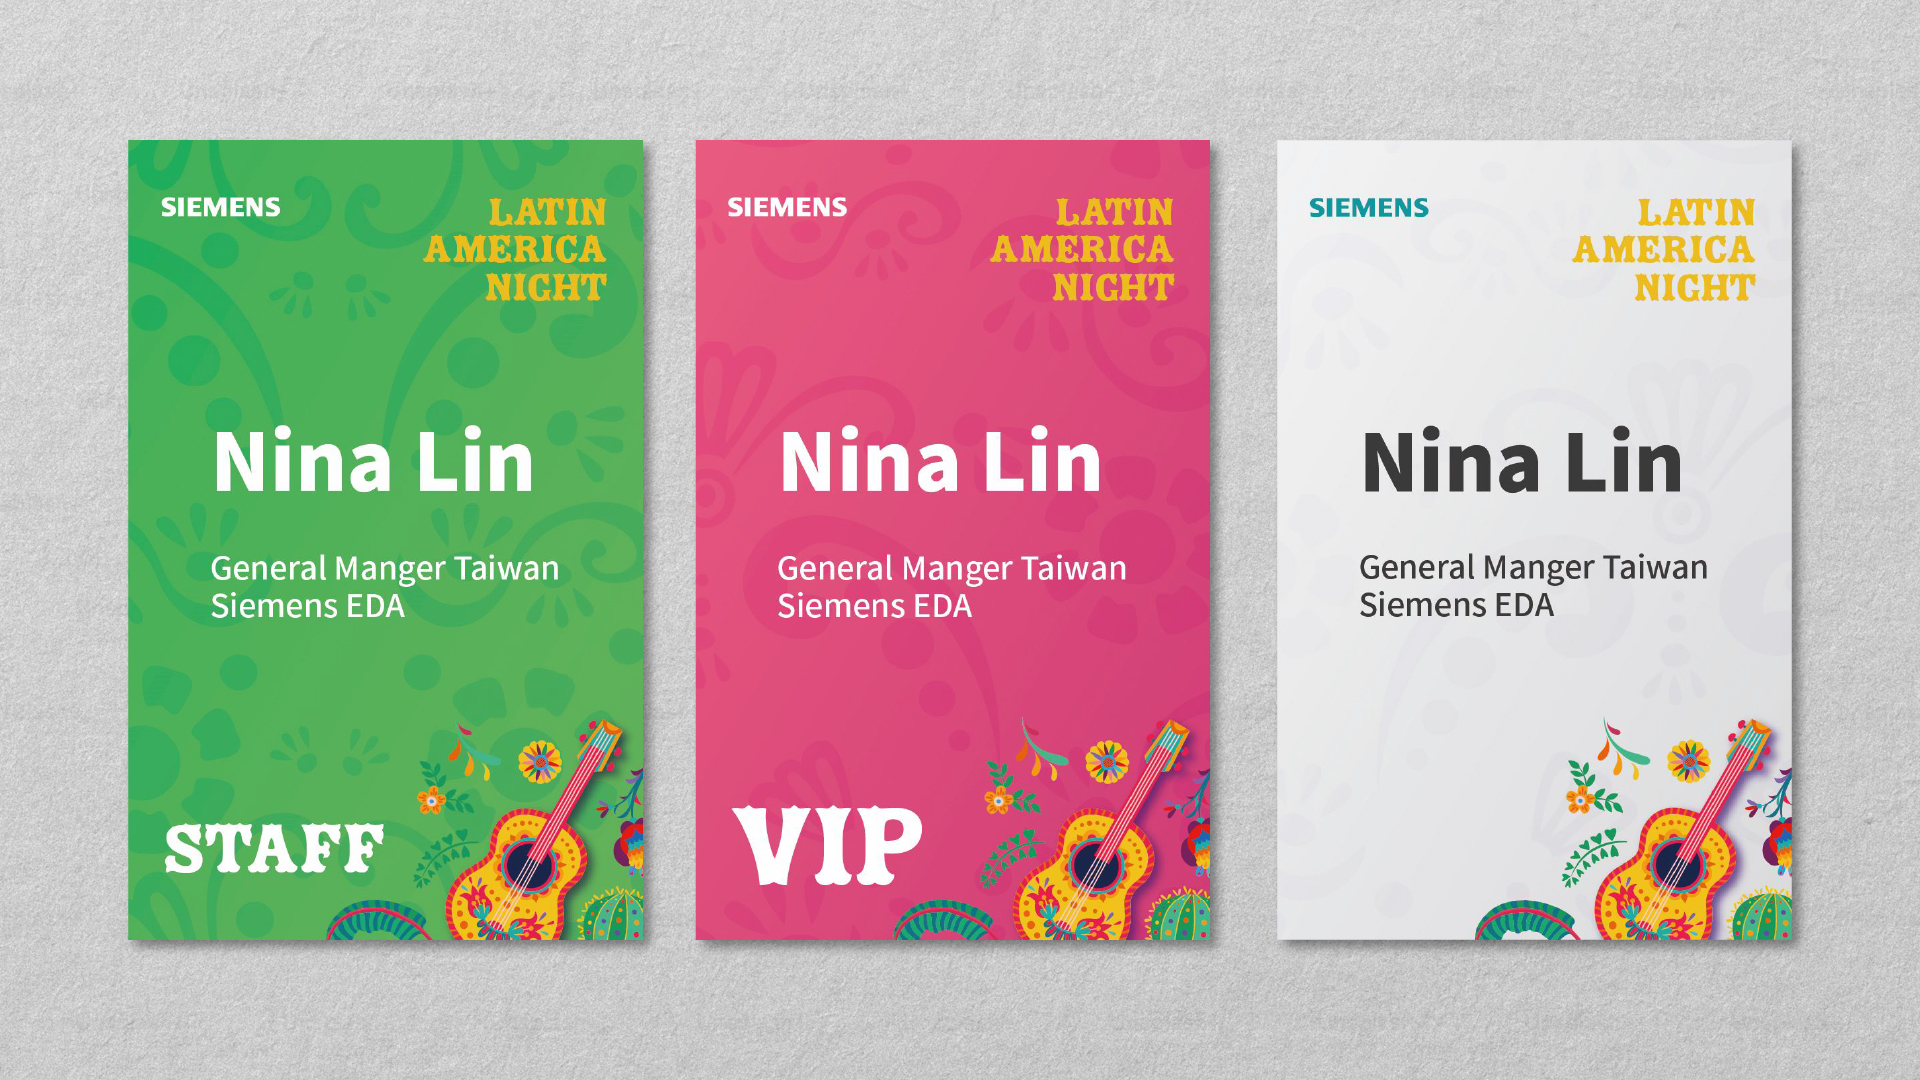 SIEMENS
LATIN
AMERICA
NIGHT
Nina Lin
General Manger Taiwan
Siemens EDA
STAFF
SIEMENS
LATIN
AMERICA
NIGHT
Nina Lin
General Manger Taiwan
Siemens EDA
VIP
SIEMENS
LATIN
AMERICA
NIGHT
Nina Lin
General Manger Taiwan
Siemens EDA